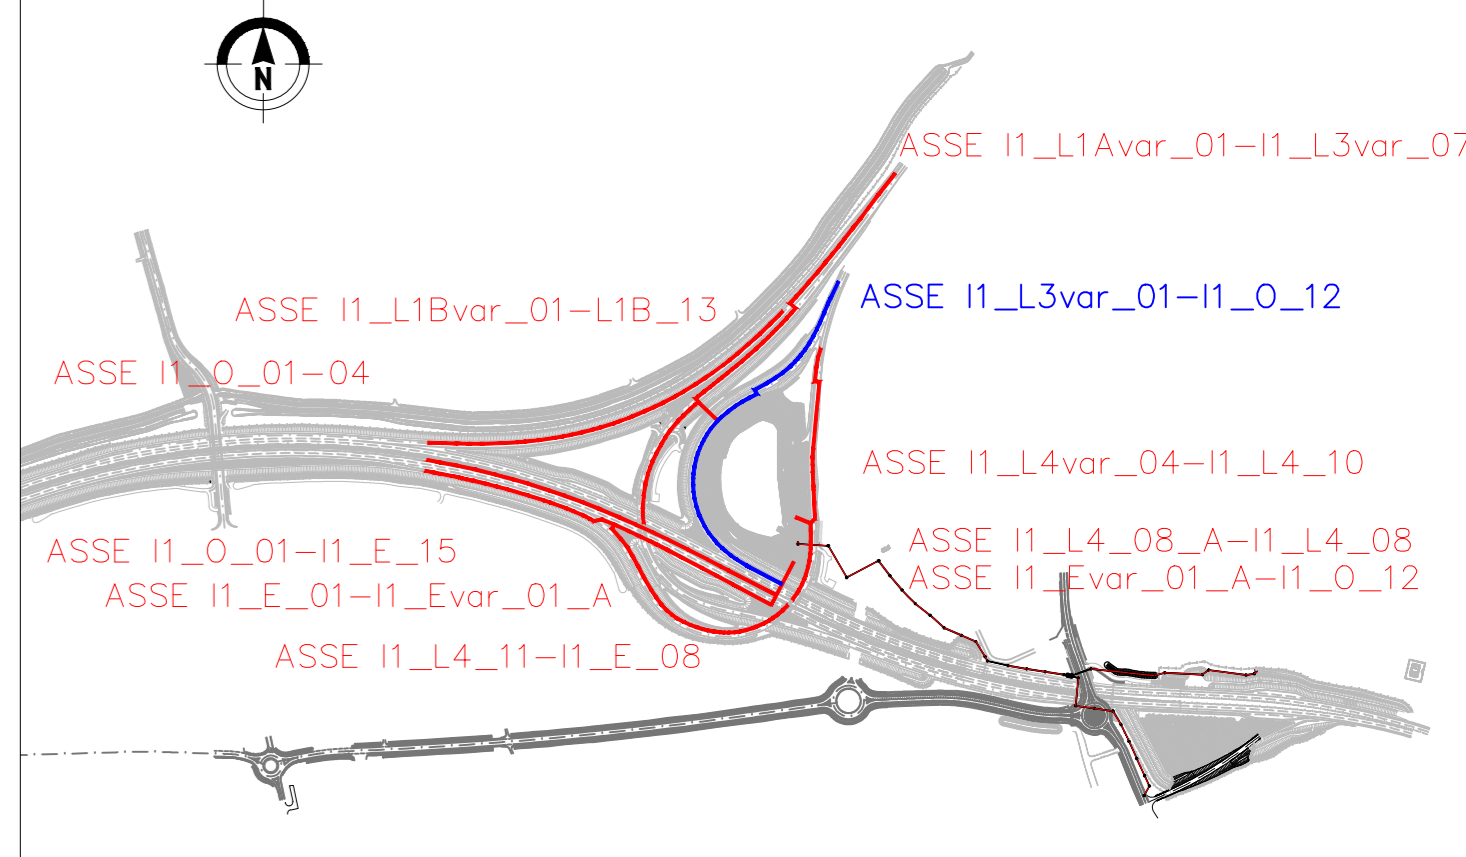 N
ASSE I1_L1Avar_01-I1_L3var_07
ASSE I1_L3var_01-I1_O_12
ASSE I1_L1Bvar_01-L1B_13
ASSE I1_O_01-04
ASSE I1_L4var_04-I1_L4_10
ASSE I1_L4_08_A-I1_L4_08
ASSE I1_O_01-I1_E_15
ASSE I1_Evar_01_A-I1_O_12
ASSE I1_E_01-I1_Evar_01_A
ASSE I1_L4_11-I1_E_08